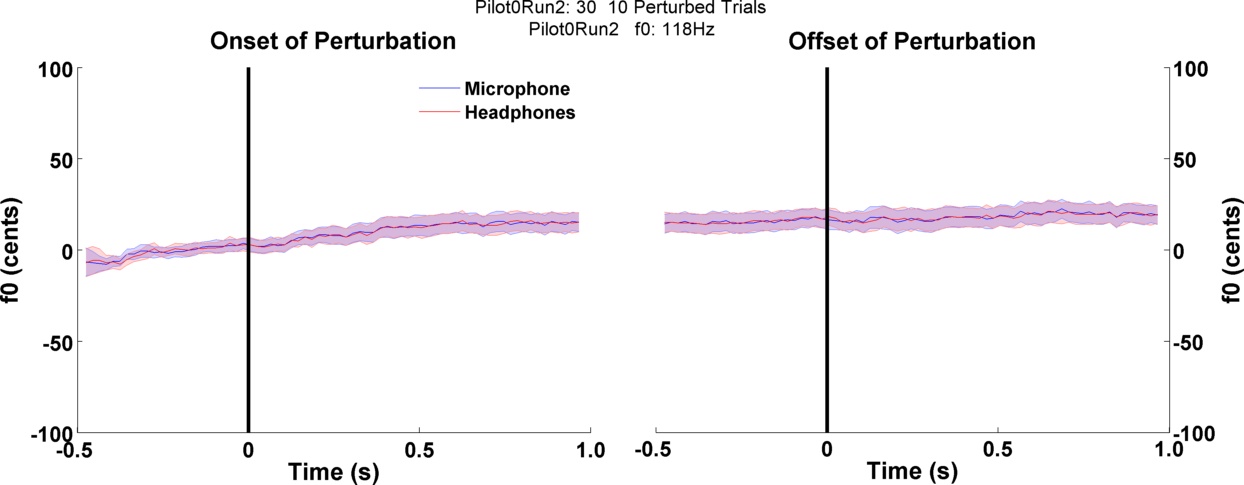 Pilot0Run2: 30  10 Perturbed Trials
Pilot0Run2   f0: 118Hz
Onset of Perturbation
Offset of Perturbation
Microphone
Headphones
f0 (cents)
100
50
0
-50
-100
-0.5
0
0.5
1.0
Time (s)
-0.5
0
0.5
1.0
Time (s)
100
50
0
-50
-100
f0 (cents)